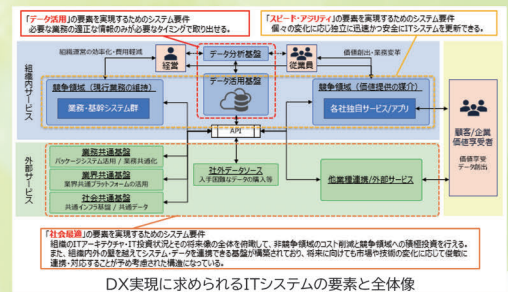 「データ活用」の要素を実現するためのシステム要件
必要な業務の適正な情報のみが必要なタイミングで取り出せる。
「スピード・アジリティ」の要素を実現するためのシステム要件
個々の変化に応じ独立に迅速かつ安全にITシステムを更新できる。
組織内サービス
組織運営の効率化・費用軽減
経営
データ分析基盤
従業員
価値創出・業務変革
競争領域(現行業務の維持)
業務・基幹システム群
データ活用基盤
競争領域(価値提供の媒介)
各社独自サービス/アプリ
顧客/企業
価値享受者
価値享受
データ創出
API
外部サービス
業務共通基盤
パッケージシステム活用 / 業務共通化
業界共通基盤
業界共通プラットフォームの活用
社会共通基盤
共通インフラ基盤 / 共通データ
社外データソース
入手困難なデータの購入等
他業種連携/外部サービス
「社会最適」の要素を実現するためのシステム要件
組織のITアーキテクチャ・IT投資状況とその将来像の全体を俯瞰して、非競争領域のコスト削減と競争領域への積極投資を行える。
また、組織内外の壁を越えてシステム・データを連携できる基盤が構築されており、将来に向けても市場や技術の変化に応じて俊敏に
連携・対応することが予め考慮された構造になっている。
DX実現に求められるITシステムの要素と全体像